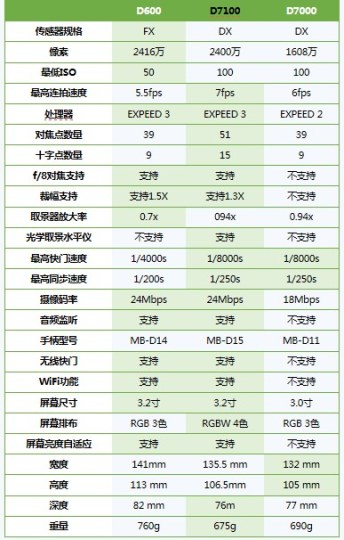 D600 D7100 D7000
传感器规格 FX DX DX
像素 2416万 2400万 1608万
最低ISO 50 100 100
最高连拍速度 5.5fps 7fps 6fps
处理器 EXPEED 3 EXPEED 3 EXPEED 2
对焦点数量 39 51 39
十字点数量 9 15 9
f/8对焦支持 支持 支持 不支持
裁幅支持 支持1.5X 支持1.3X 不支持
取景器放大率 0.7x 094x 0.94x
光学取景水平仪 不支持 支持 不支持
最高快门速度 1/4000s 1/8000s 1/8000s
最高同步速度 1/200s 1/250s 1/250s
摄像码率 24Mbps 24Mbps 18Mbps
音频监听 支持 支持 不支持
手柄型号 MB-D14 MB-D15 MB-D11
无线快门 支持 支持 不支持
WiFi功能 支持 支持 不支持
屏幕尺寸 3.2寸 3.2寸 3.0寸
屏幕排布 RGB 3色 RGBW 4色 RGB 3色
屏幕亮度自适应 支持 支持 不支持
宽度 141mm 135.5 mm 132 mm
高度 113 mm 106.5mm 105 mm
深度 82 mm 76m 77 mm
重量 760g 675g 690g